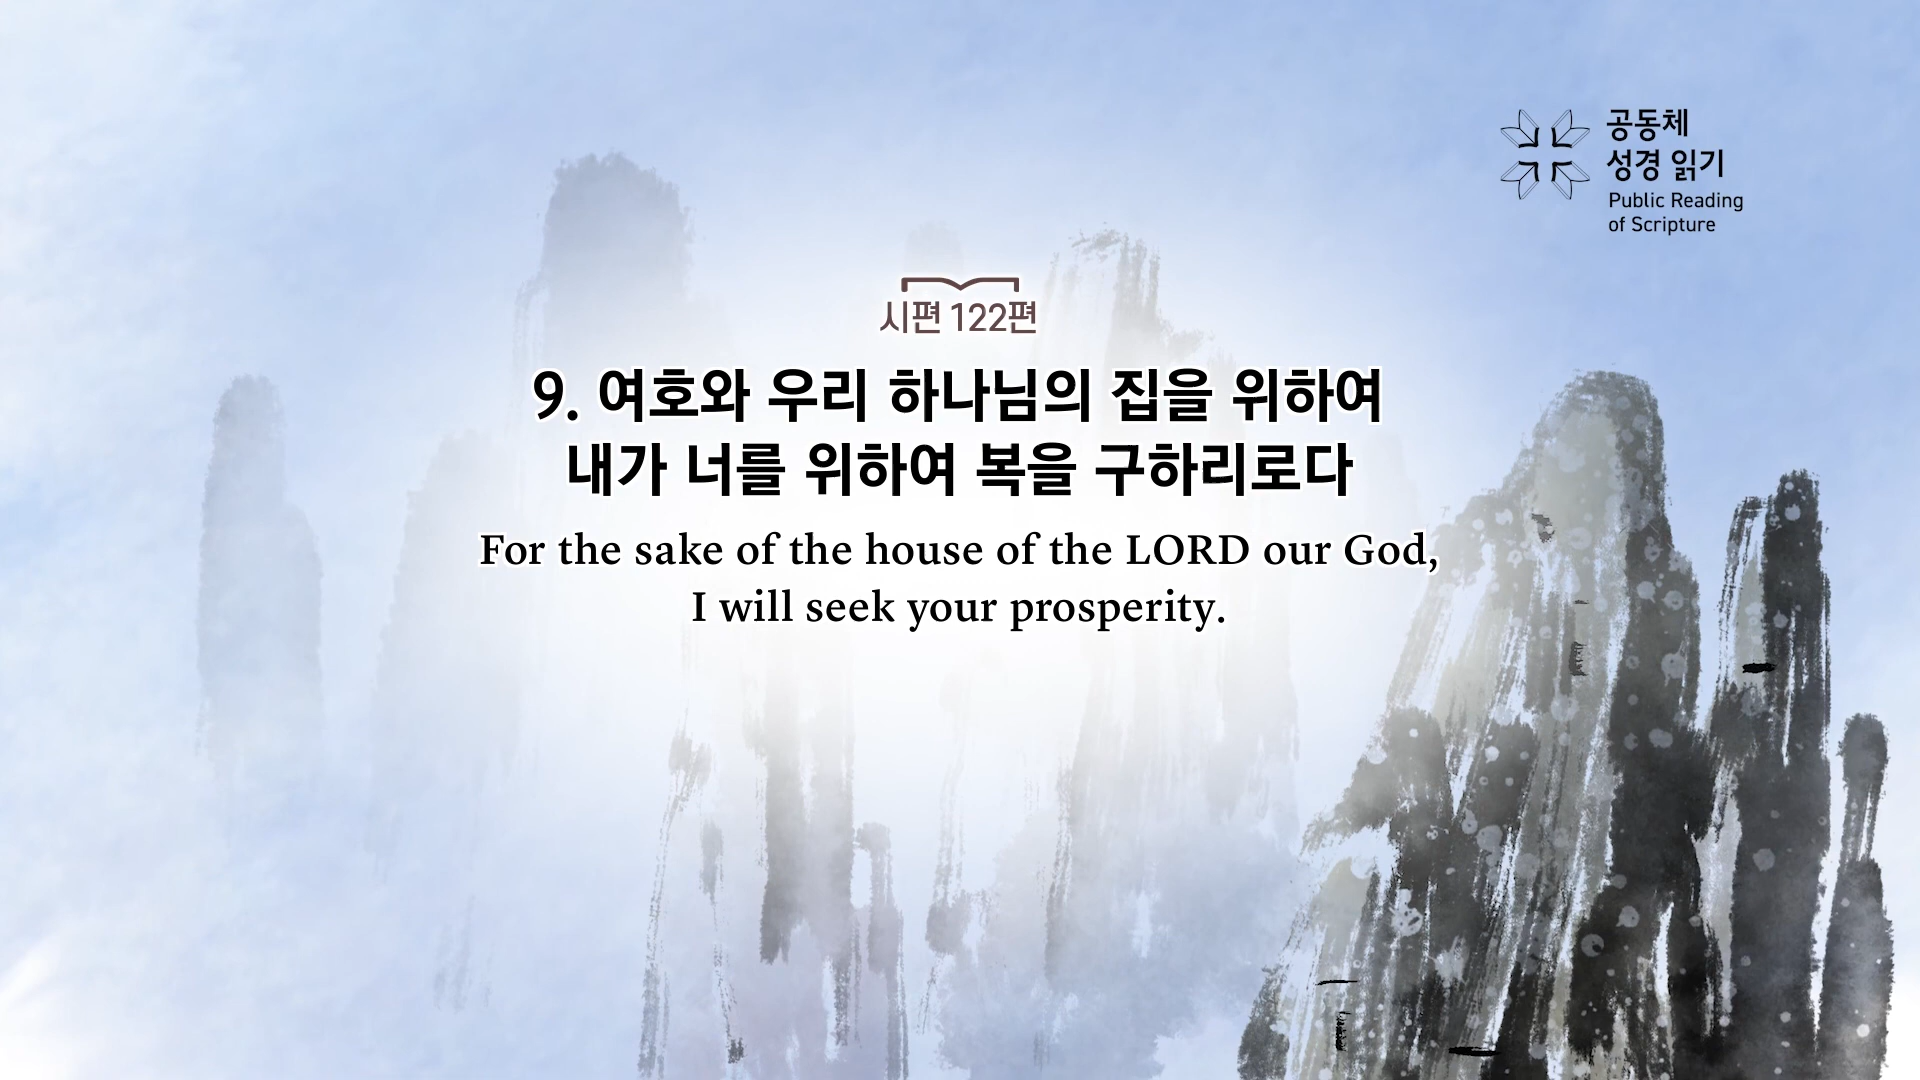 공동체
성경 읽기
Public Reading
of Scripture
시편 122편
9. 여호와 우리 하나님의 집을 위하여
내가 너를 위하여 복을 구하리로다
For the sake of the house of the LORD our God,
I will seek your prosperity.